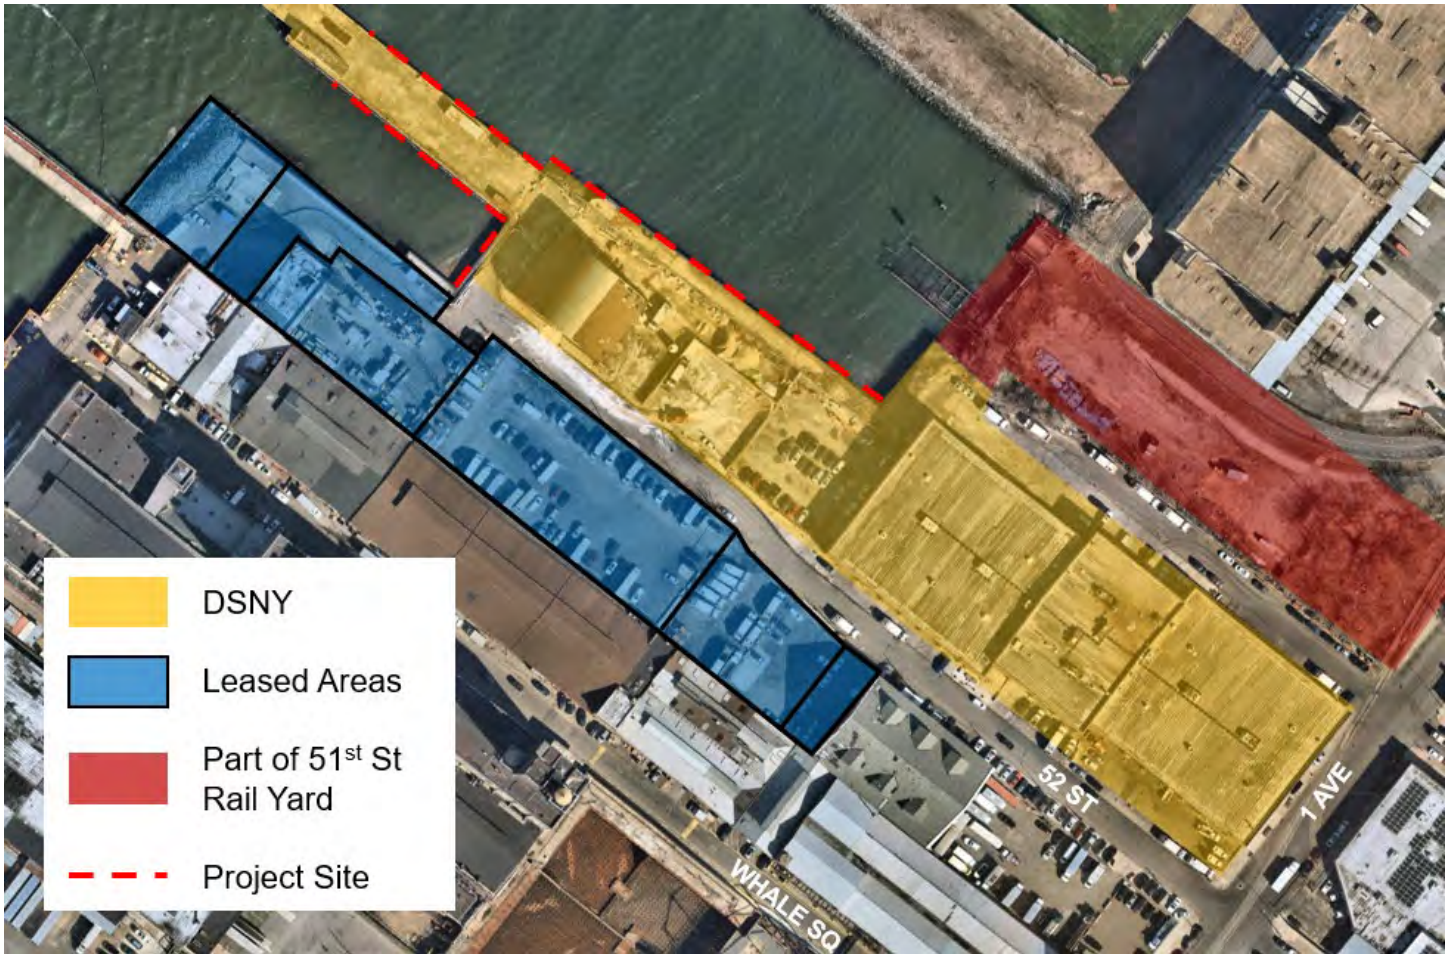 DSNY
Leased Areas
Part of 51st St
Rail Yard
Project Site
52 ST
1 AVE
WHALE SQ